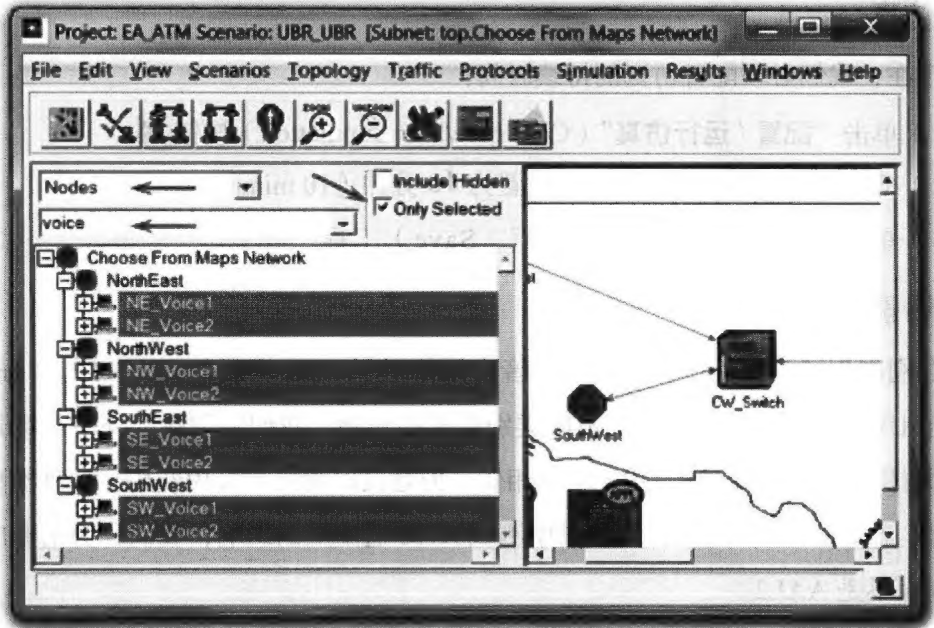 Project: EA_ATM Scenario: UBR_UBR [Subnet: top.Choose From Maps Network]
File Edit View Scenarios Topology Traffic Protocols Simulation Results Windows Help
ZOOM
UNZOOM
Nodes
Include Hidden
voice
Only Selected
Choose From Maps Network
NorthEast
NE_Voice1
NE_Voice2
NorthWest
NW_Voice1
NW_Voice2
SouthEast
SE_Voice1
SE_Voice2
SouthWest
SW_Voice1
SW_Voice2
CW_Switch
SouthWest